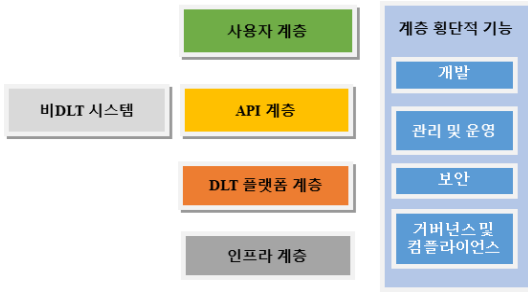 사용자 계층
비DLT 시스템
API 계층
DLT 플랫폼 계층
인프라 계층
계층 횡단적 기능
개발
관리 및 운영
보안
거버넌스 및
컴플라이언스